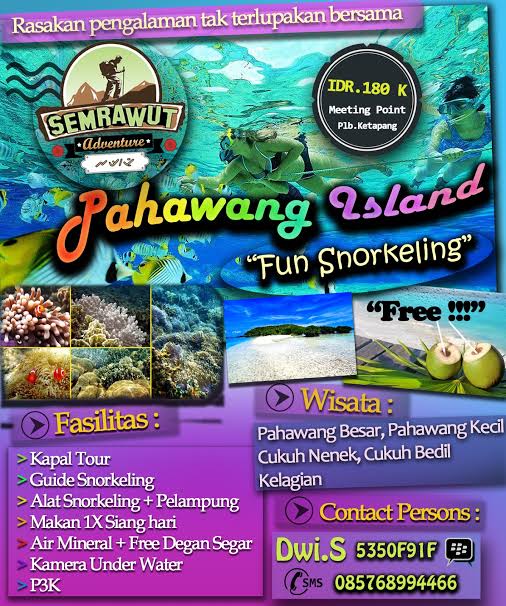 Rasakan pengalaman tak terlupakan bersama
SEMRAWUT
Adventure
IDR.180 K
Meeting Point
Plb.Ketapang
Pahawang Island
“Fun Snorkeling”
“Free !!!”
Fasilitas :
> Kapal Tour
> Guide Snorkeling
> Alat Snorkeling + Pelampung
> Makan 1X Siang hari
> Air Mineral + Free Degan Segar
> Kamera Under Water
> P3K
Wisata :
Pahawang Besar, Pahawang Kecil
Cukuh Nenek, Cukuh Bedil
Kelagian
Contact Persons :
Dwi.S 5350F91F
SMS 085768994466